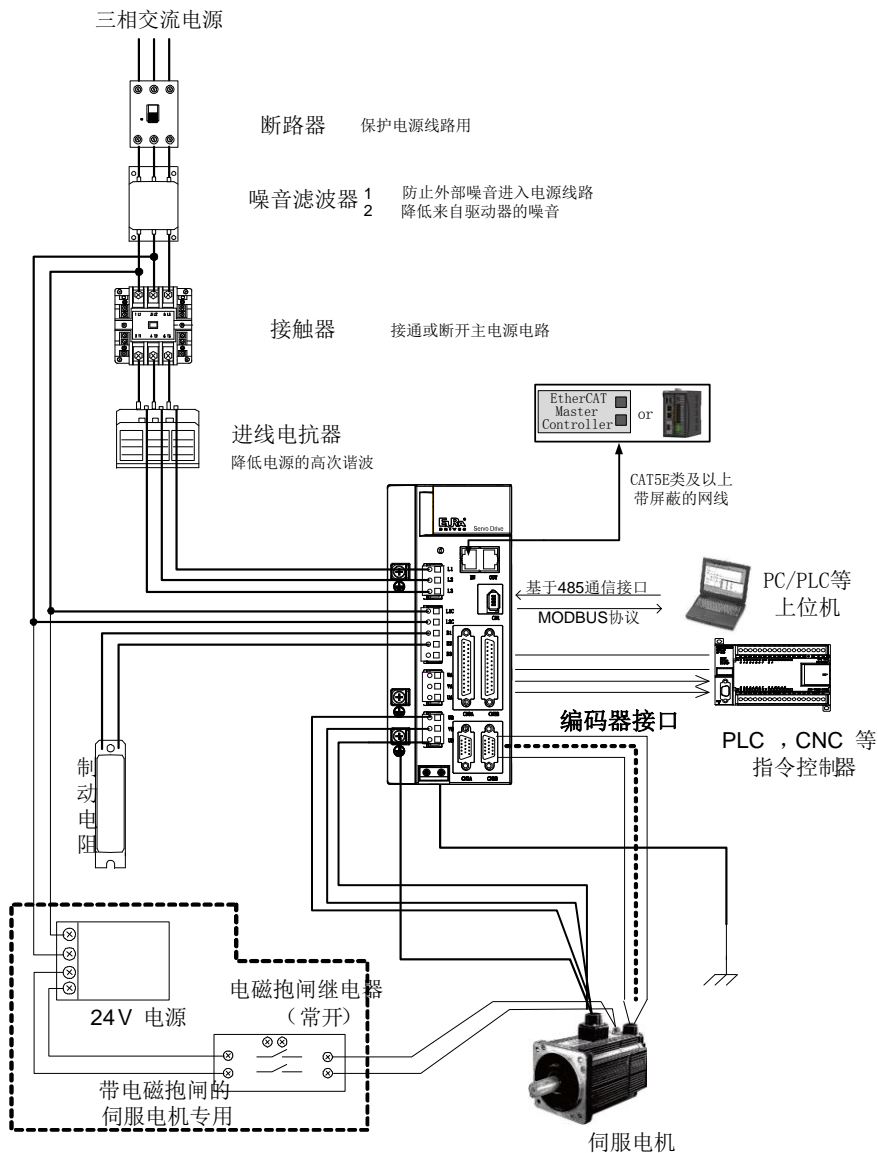 三相交流电源
断路器 保护电源线路用
噪音滤波器
1 防止外部噪音进入电源线路
2 降低来自驱动器的噪音
接触器 接通或断开主电源电路
进线电抗器
降低电源的高次谐波
EtherCAT
Master
Controller
or
CAT5E类及以上
带屏蔽的网线
Servo Drive
IN OUT
L1
L2
L3
L1C
L2C
基于485通信接口
MODBUS协议
PC/PLC等
上位机
编码器接口
PLC ，CNC 等
指令控制器
制
动
电
阻
24V 电源
电磁抱闸继电器
（常开）
带电磁抱闸的
伺服电机专用
伺服电机